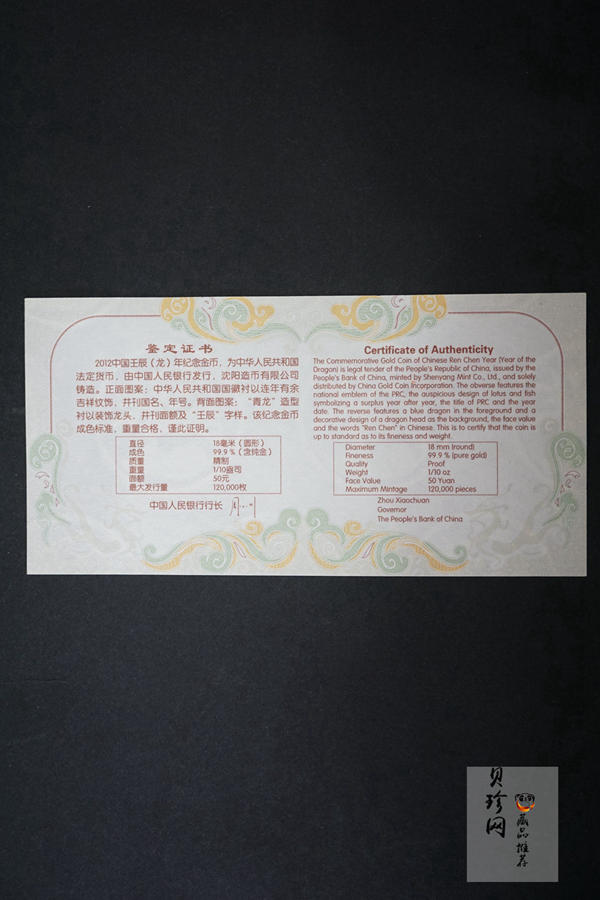 鉴定证书
2012中国壬辰（龙）年纪念金币，为中华人民共和国
法定货币，由中国人民银行发行，沈阳造币有限公司
铸造。正面图案：中华人民共和国国徽衬以连年有余
吉祥纹饰，并刊国名、年号。背面图案：“青龙”造型
衬以装饰龙头，并刊面额及“壬辰”字样。该纪念金币
成色标准，重量合格，谨此证明。
直径 18毫米（圆形）
成色 99.9％（含纯金）
质量 精制
重量 1/10盎司
面额 50元
最大发行量 120,000枚
中国人民银行行长
Certificate of Authenticity
The Commemorative Gold Coin of Chinese Ren Chen Year (Year of the
Dragon) is legal tender of the People's Republic of China, issued by the
People's Bank of China, minted by Shenyang Mint Co., Ltd., and solely
distributed by China Gold Coin Incorporation. The obverse features the
national emblem of the PRC, the auspicious design of lotus and fish
symbolizing a surplus year after year, the title of PRC and the year
date. The reverse features a blue dragon in the foreground and a
decorative design of a dragon head as the background, the face value
and the words "Ren Chen" in Chinese. This is to certify that the coin is
up to standard as to its fineness and weight.
Diameter 18 mm (round)
Fineness 99.9 % (pure gold)
Quality Proof
Weight 1/10 oz
Face Value 50 Yuan
Maximum Mintage 120,000 pieces
Zhou Xiaochuan
Governor
The People's Bank of China
贝珍网
藏品推荐